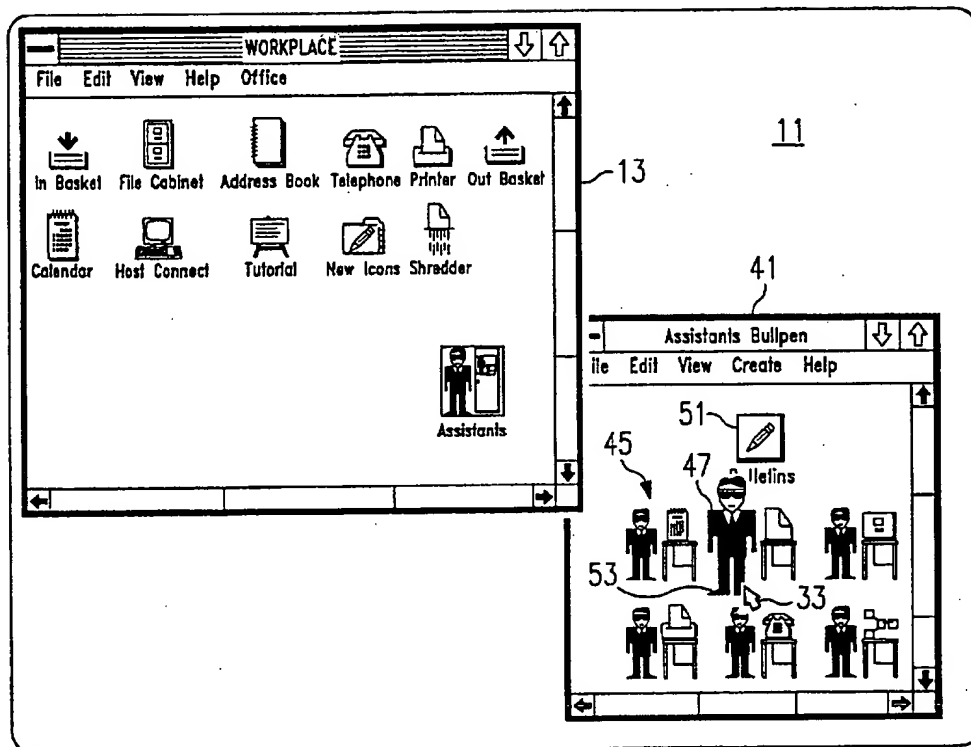 WORKPLACE
File Edit View Help Office
In Basket File Cabinet Address Book Telephone Printer Out Basket
Calendar Host Connect Tutorial New Icons Shredder
Assistants
11
13
41
Assistants Bullpen
ile Edit View Create Help
51
lletins
45
47
53
33